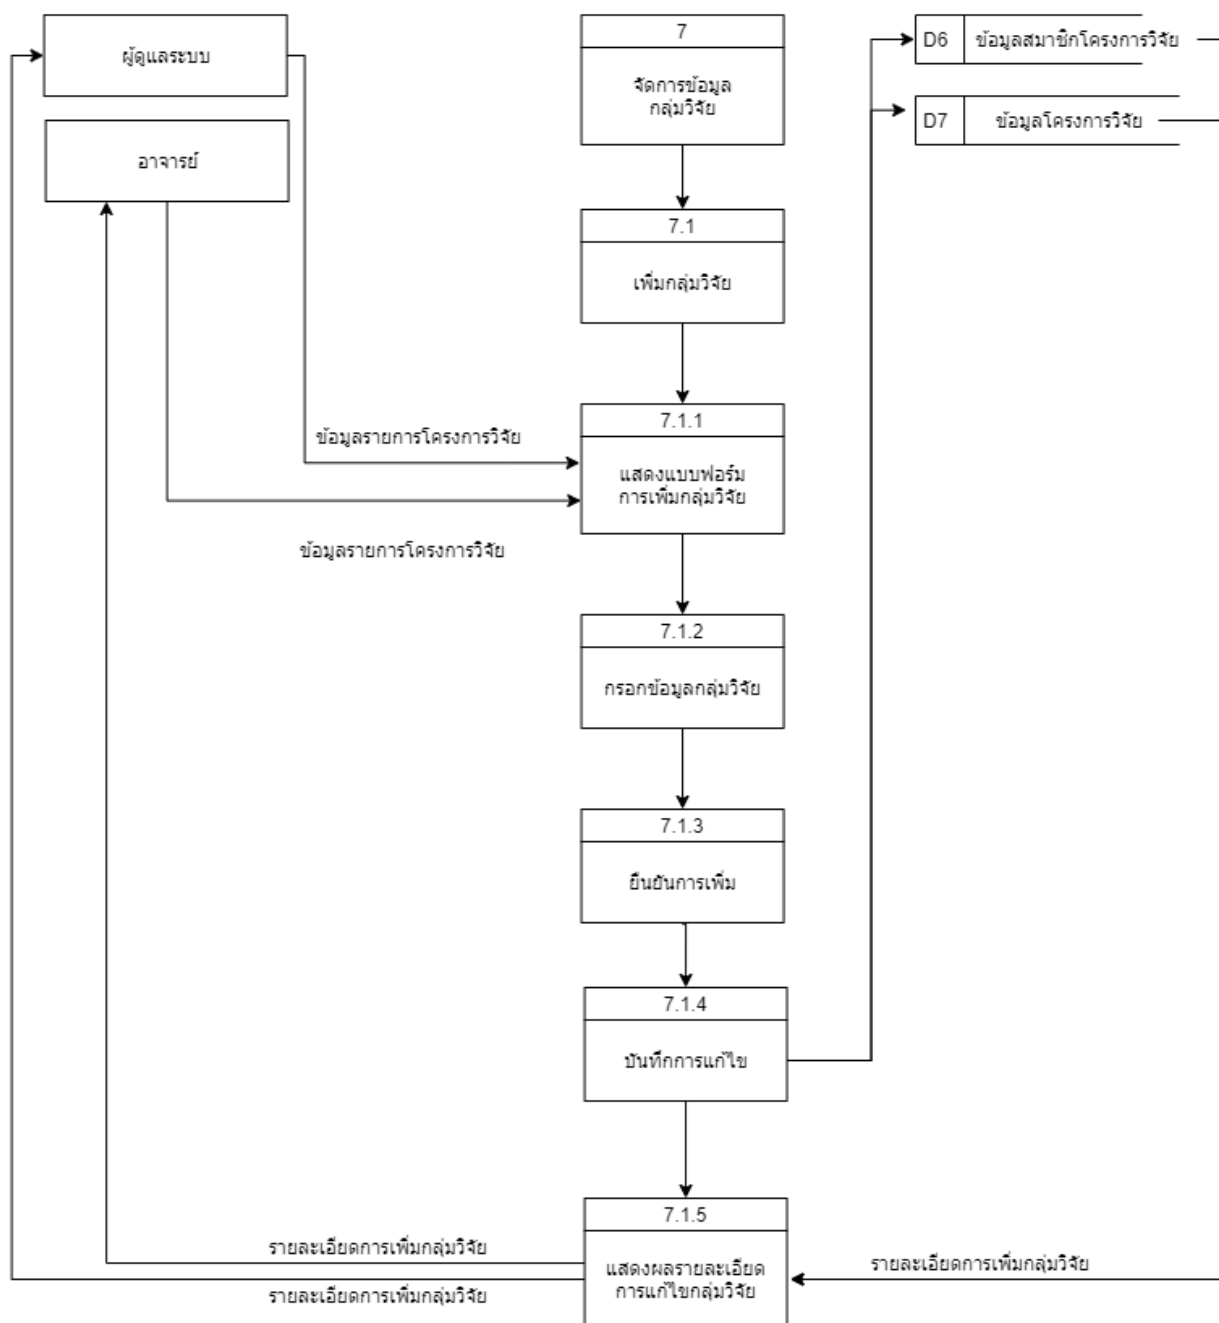 ผู้ดูแลระบบ
อาจารย์
7
จัดการข้อมูล
กลุ่มวิจัย
D6
ข้อมูลสมาชิกโครงการวิจัย
D7
ข้อมูลโครงการวิจัย
7.1
เพิ่มกลุ่มวิจัย
7.1.1
แสดงแบบฟอร์ม
การเพิ่มกลุ่มวิจัย
ข้อมูลรายการโครงการวิจัย
ข้อมูลรายการโครงการวิจัย
7.1.2
กรอกข้อมูลกลุ่มวิจัย
7.1.3
ยืนยันการเพิ่ม
7.1.4
บันทึกการแก้ไข
7.1.5
แสดงผลรายละเอียด
การแก้ไขกลุ่มวิจัย
รายละเอียดการเพิ่มกลุ่มวิจัย
รายละเอียดการเพิ่มกลุ่มวิจัย
รายละเอียดการเพิ่มกลุ่มวิจัย